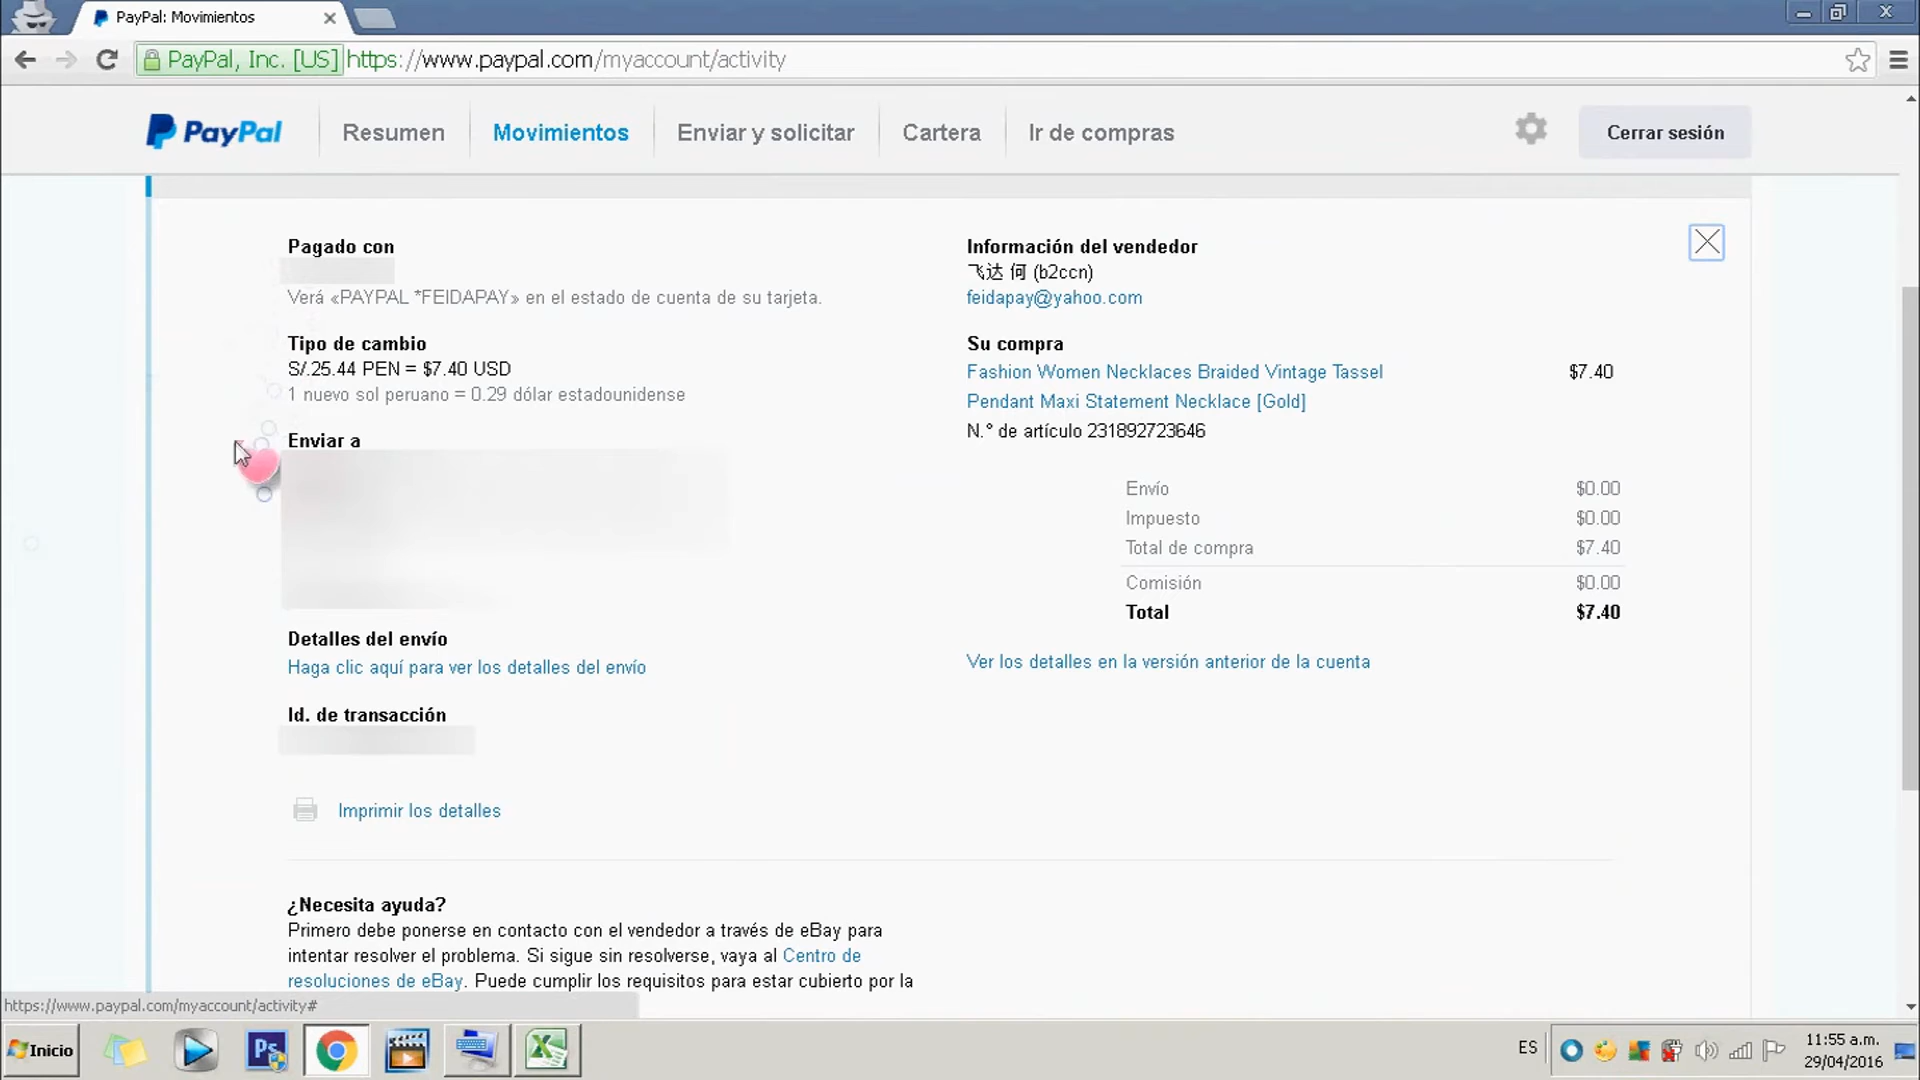 PayPal: Movimientos
PayPal, Inc. [US] https://www.paypal.com/myaccount/activity
PayPal Resumen Movimientos Enviar y solicitar Cartera Ir de compras Cerrar sesión
Pagado con
Verá «PAYPAL *FEIDAPAY» en el estado de cuenta de su tarjeta.
Tipo de cambio
S/.25.44 PEN = $7.40 USD
1 nuevo sol peruano = 0.29 dólar estadounidense
Enviar a
Detalles del envío
Haga clic aquí para ver los detalles del envío
Id. de transacción
Imprimir los detalles
Información del vendedor
飞达 何 (b2ccn)
feidapay@yahoo.com
Su compra
Fashion Women Necklaces Braided Vintage Tassel $7.40
Pendant Maxi Statement Necklace [Gold]
N.° de artículo 231892723646
Envío $0.00
Impuesto $0.00
Total de compra $7.40
Comisión $0.00
Total $7.40
Ver los detalles en la versión anterior de la cuenta
¿Necesita ayuda?
Primero debe ponerse en contacto con el vendedor a través de eBay para
intentar resolver el problema. Si sigue sin resolverse, vaya al Centro de
resoluciones de eBay. Puede cumplir los requisitos para estar cubierto por la
https://www.paypal.com/myaccount/activity#
Inicio
Ps
ES
11:55 a.m.
29/04/2016